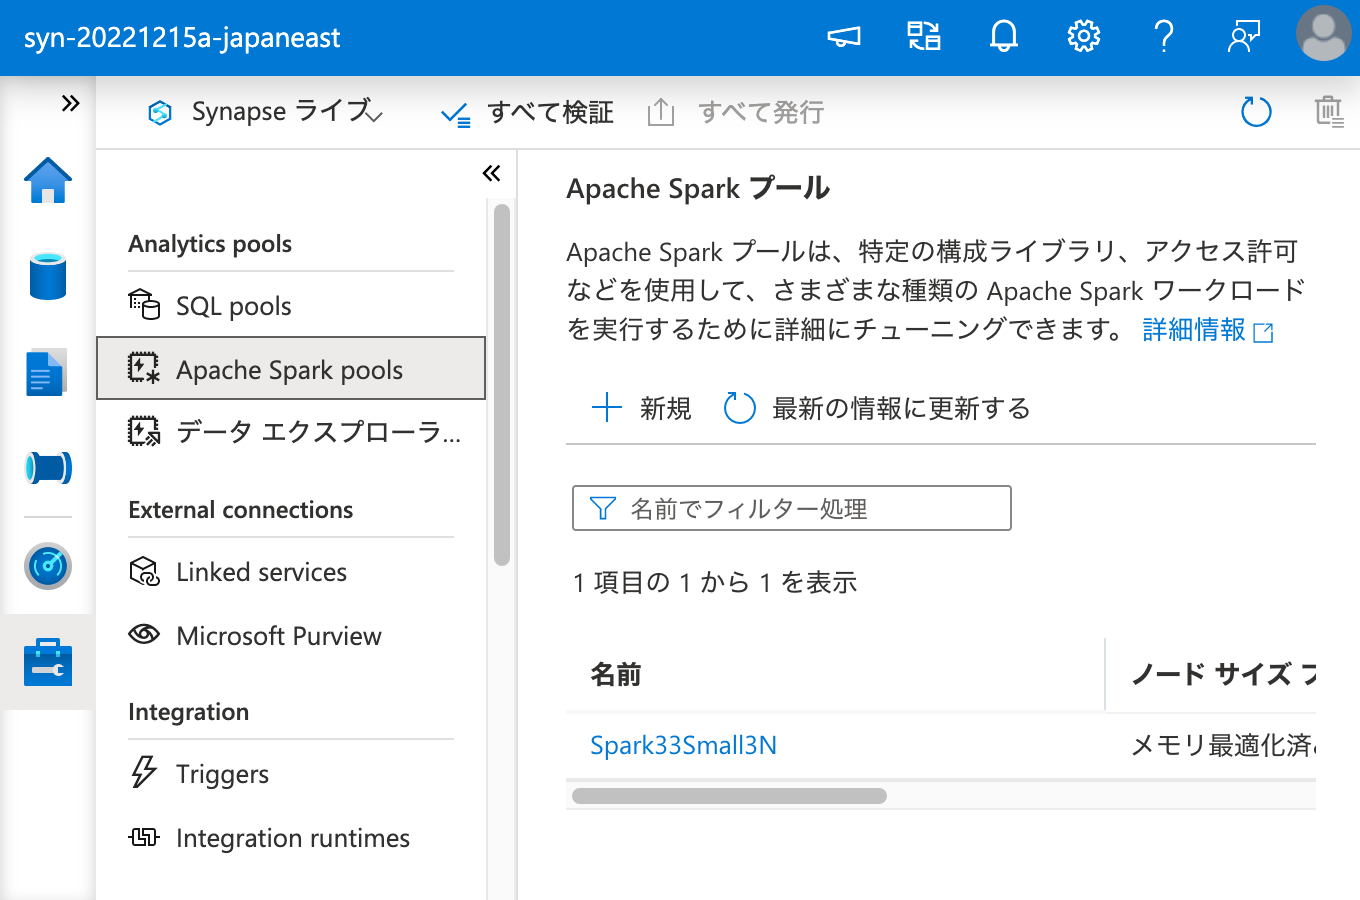 syn-20221215a-japaneast
Synapse ライブ
すべて検証
すべて発行
Analytics pools
SQL pools
Apache Spark pools
データ エクスプローラ...
External connections
Linked services
Microsoft Purview
Integration
Triggers
Integration runtimes
Apache Spark プール
Apache Spark プールは、特定の構成ライブラリ、アクセス許可
などを使用して、さまざまな種類の Apache Spark ワークロード
を実行するために詳細にチューニングできます。 詳細情報
新規 最新の情報に更新する
名前でフィルター処理
1 項目の 1 から 1 を表示
名前 ノード サイズ フ
Spark33Small3N メモリ最適化済